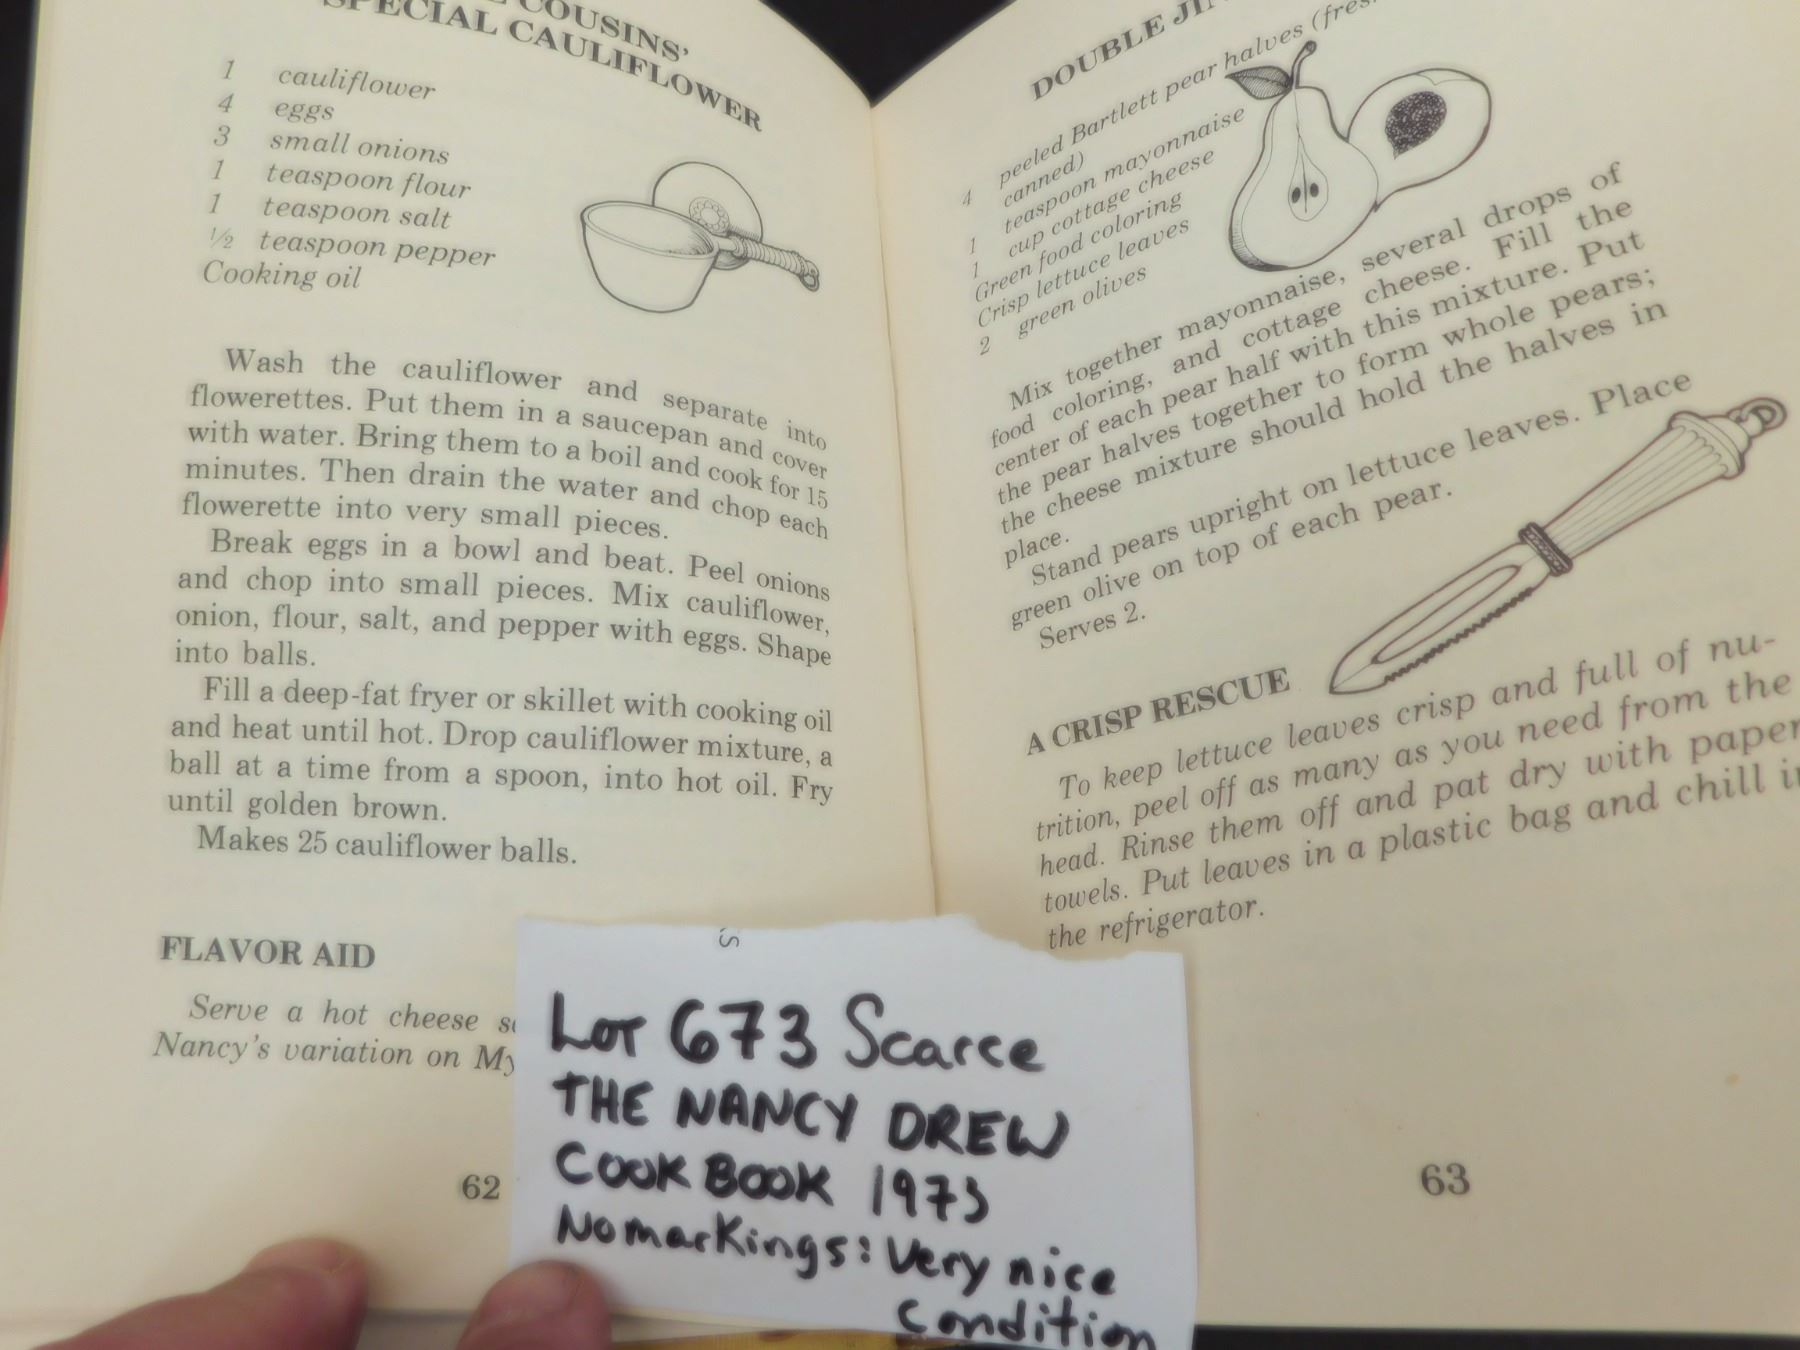 COUSINS'
SPECIAL CAULIFLOWER
1 cauliflower
4 eggs
3 small onions
1 teaspoon flour
1 teaspoon salt
½ teaspoon pepper
Cooking oil
Wash the cauliflower and separate into
flowerettes. Put them in a saucepan and cover
with water. Bring them to a boil and cook for 15
minutes. Then drain the water and chop each
flowerette into very small pieces.
Break eggs in a bowl and beat. Peel onions
and chop into small pieces. Mix cauliflower,
onion, flour, salt, and pepper with eggs. Shape
into balls.
Fill a deep-fat fryer or skillet with cooking oil
and heat until hot. Drop cauliflower mixture, a
ball at a time from a spoon, into hot oil. Fry
until golden brown.
Makes 25 cauliflower balls.
FLAVOR AID
Serve a hot cheese
Nancy's variation on
62
DOUBLE
4 peeled Bartlett pear halves
canned)
1 teaspoon mayonnaise
1 cup cottage cheese
Green food coloring
Crisp lettuce leaves
2 green olives
Mix together mayonnaise, several drops of
food coloring, and cottage cheese. Fill the
center of each pear half with this mixture. Put
the pear halves together to form whole pears;
the cheese mixture should hold the halves in
place.
Stand pears upright on lettuce leaves. Place
green olive on top of each pear.
Serves 2.
A CRISP RESCUE
To keep lettuce leaves crisp and full of nu-
trition, peel off as many as you need from the
head. Rinse them off and pat dry with paper
towels. Put leaves in a plastic bag and chill in
the refrigerator.
63
Lot 673 Scarce
THE NANCY DREW
COOK BOOK 1973
No markings: Very nice
condition